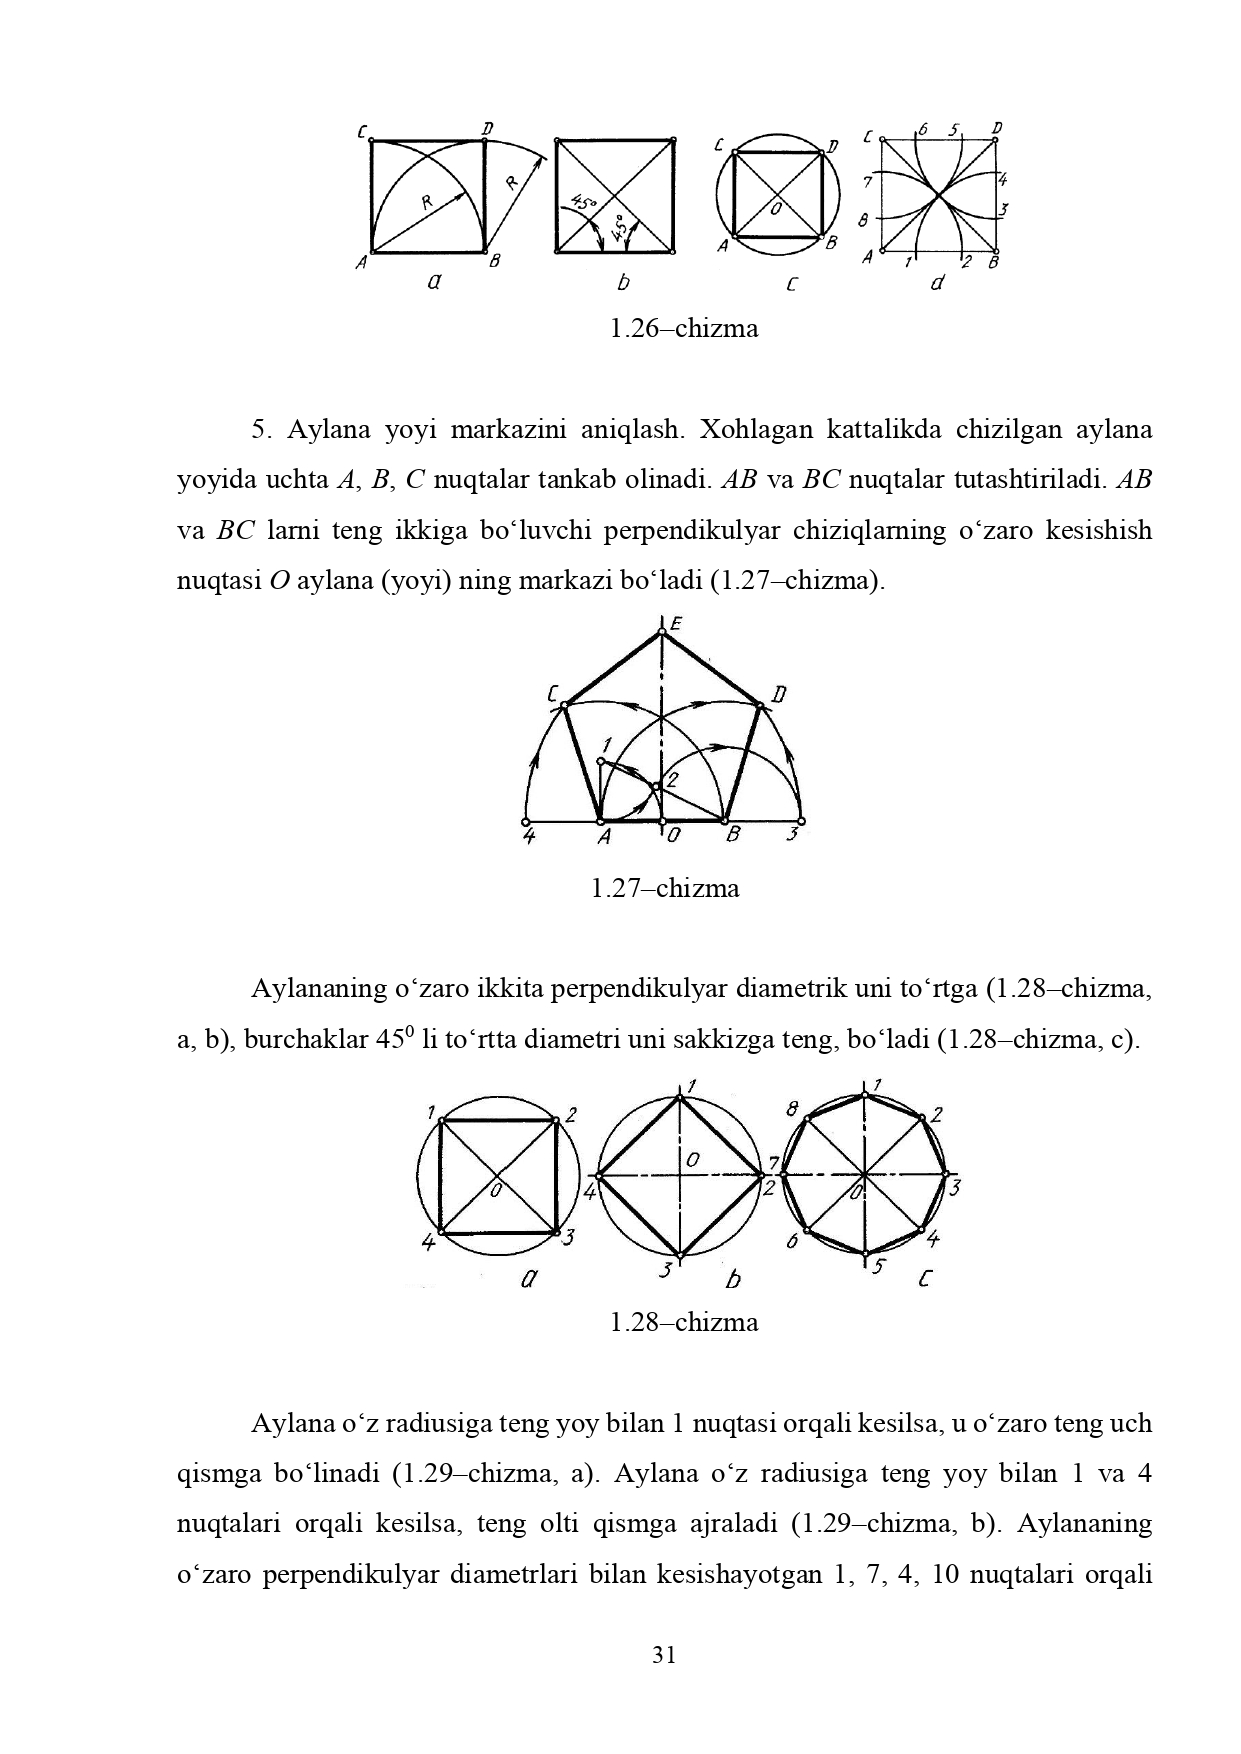 C D R R A B a
45° 45° b
C D O A B c
C 6 5 D 7 4 8 3 A 1 2 B d
1.26–chizma
5. Aylana yoyi markazini aniqlash. Xohlagan kattalikda chizilgan aylana
yoyida uchta A, B, C nuqtalar tankab olinadi. AB va BC nuqtalar tutashtiriladi. AB
va BC larni teng ikkiga bo‘luvchi perpendikulyar chiziqlarning o‘zaro kesishish
nuqtasi O aylana (yoyi) ning markazi bo‘ladi (1.27–chizma).
E
C D
1
2
4 A O B 3
1.27–chizma
Aylananing o‘zaro ikkita perpendikulyar diametrik uni to‘rtga (1.28–chizma,
a, b), burchaklar 45⁰ li to‘rtta diametri uni sakkizga teng, bo‘ladi (1.28–chizma, c).
1 2 O 4 3 a
1 O 4 2 3 b
1 8 2 7 O 3 6 4 5 c
1.28–chizma
Aylana o‘z radiusiga teng yoy bilan 1 nuqtasi orqali kesilsa, u o‘zaro teng uch
qismga bo‘linadi (1.29–chizma, a). Aylana o‘z radiusiga teng yoy bilan 1 va 4
nuqtalari orqali kesilsa, teng olti qismga ajraladi (1.29–chizma, b). Aylananing
o‘zaro perpendikulyar diametrlari bilan kesishayotgan 1, 7, 4, 10 nuqtalari orqali
31